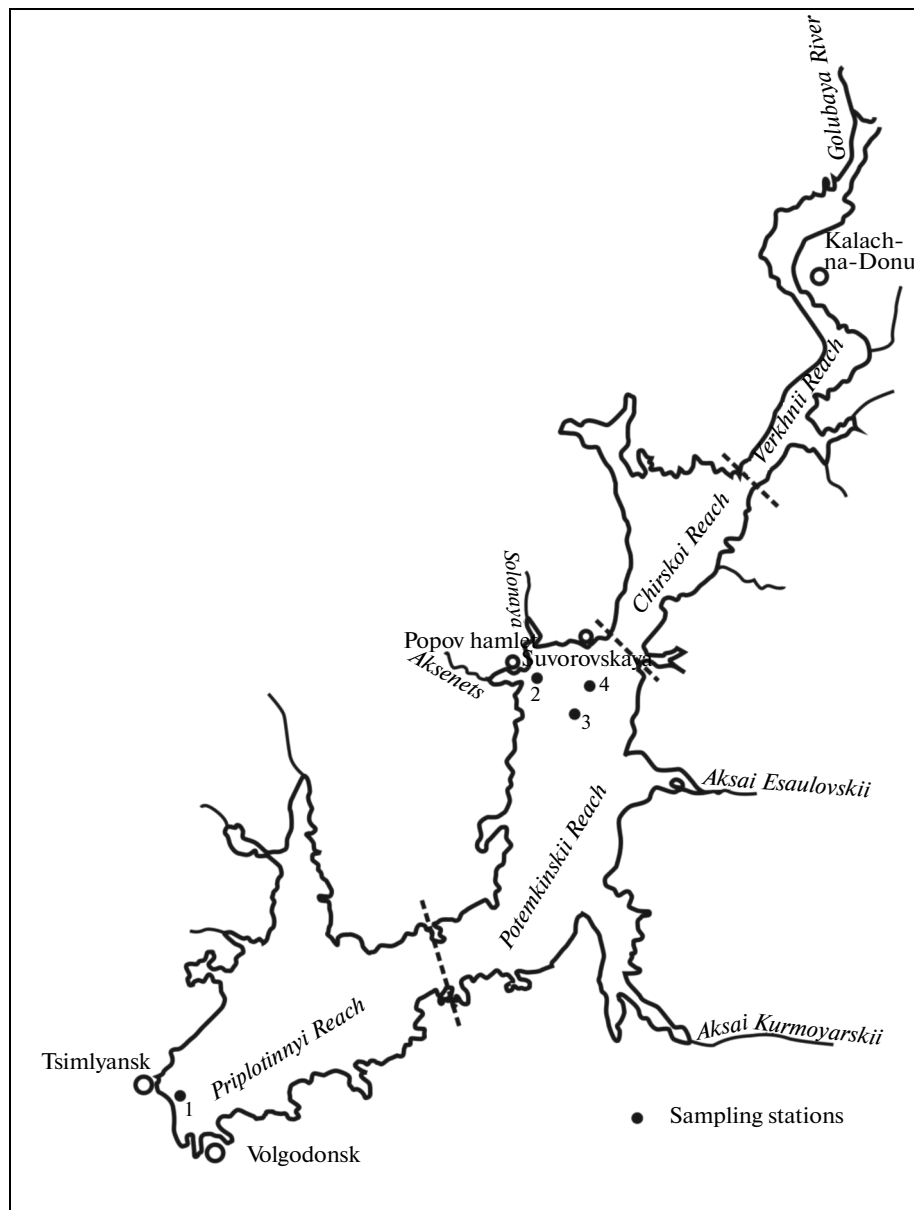 Golubaya River
Kalach-
na-Donu
Verkhnii Reach
Chirskoi Reach
Solonaya
Popov hamlet
Suvorovskaya
Aksenets
2
4
3
Aksai Esaulovskii
Potemkinskii Reach
Aksai Kurmoyarskii
Priplotinnyi Reach
Tsimlyansk
1
Sampling stations
Volgodonsk